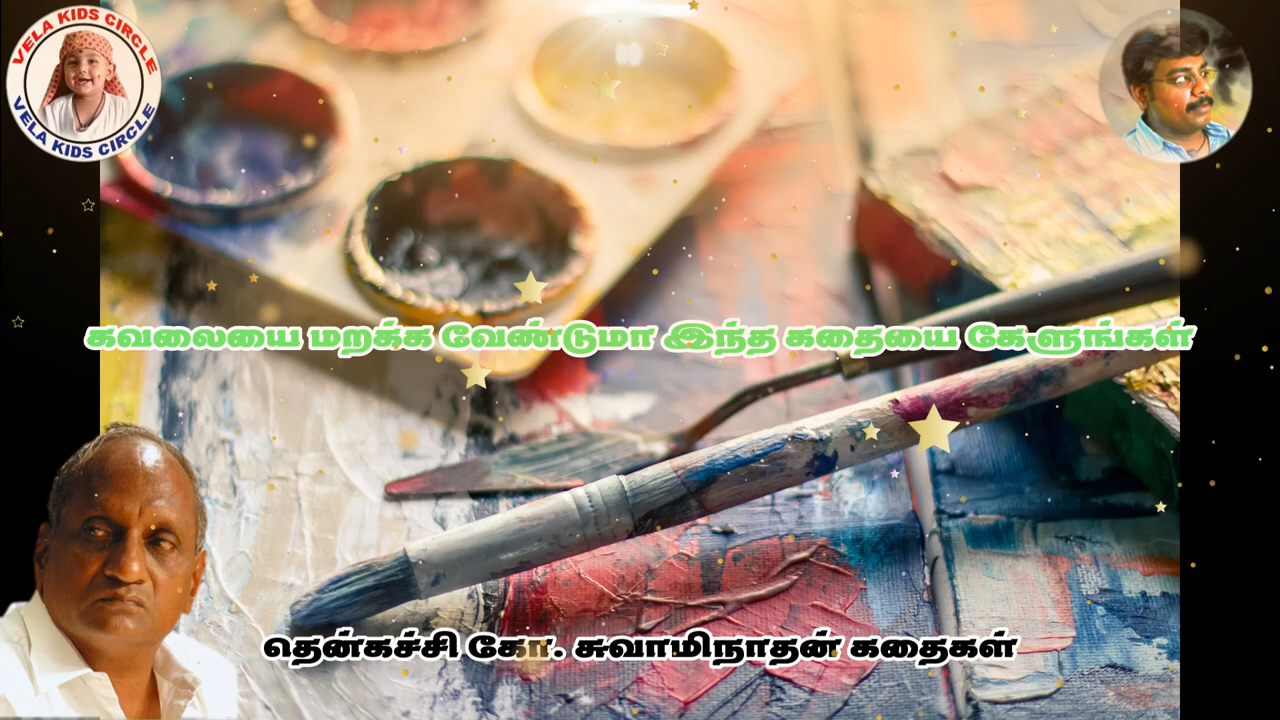 VELA KIDS CIRCLE
VELA KIDS CIRCLE
கவலையை மறக்க வேண்டுமா இந்த கதையை கேளுங்கள்
தென்கச்சி கோ. சுவாமிநாதன் கதைகள்